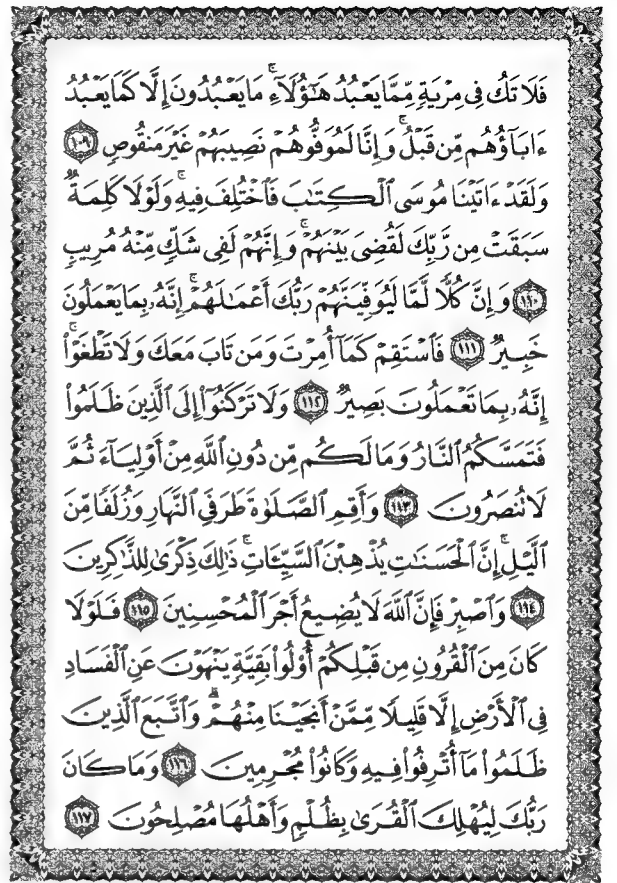 فَلَا تَكُ فِى مِرْيَةٍ مِّمَّا يَعْبُدُ هَـٰٓؤُلَآءِ ۚ مَا يَعْبُدُونَ إِلَّا كَمَا يَعْبُدُ
ءَابَآؤُهُم مِّن قَبْلُ ۚ وَإِنَّا لَمُوَفُّوهُمْ نَصِيبَهُمْ غَيْرَ مَنقُوصٍ ١٠٩
وَلَقَدْ ءَاتَيْنَا مُوسَى ٱلْكِتَـٰبَ فَٱخْتُلِفَ فِيهِ ۚ وَلَوْلَا كَلِمَةٌ
سَبَقَتْ مِن رَّبِّكَ لَقُضِىَ بَيْنَهُمْ ۚ وَإِنَّهُمْ لَفِى شَكٍّ مِّنْهُ مُرِيبٍ
١١٠ وَإِنَّ كُلًّا لَّمَّا لَيُوَفِّيَنَّهُمْ رَبُّكَ أَعْمَـٰلَهُمْ ۚ إِنَّهُۥ بِمَا يَعْمَلُونَ
خَبِيرٌ ١١١ فَٱسْتَقِمْ كَمَآ أُمِرْتَ وَمَن تَابَ مَعَكَ وَلَا تَطْغَوْا۟ ۚ
إِنَّهُۥ بِمَا تَعْمَلُونَ بَصِيرٌ ١١٢ وَلَا تَرْكَنُوٓا۟ إِلَى ٱلَّذِينَ ظَلَمُوا۟
فَتَمَسَّكُمُ ٱلنَّارُ وَمَا لَكُم مِّن دُونِ ٱللَّهِ مِنْ أَوْلِيَآءَ ثُمَّ
لَا تُنصَرُونَ ١١٣ وَأَقِمِ ٱلصَّلَوٰةَ طَرَفَىِ ٱلنَّهَارِ وَزُلَفًا مِّنَ
ٱلَّيْلِ ۚ إِنَّ ٱلْحَسَنَـٰتِ يُذْهِبْنَ ٱلسَّيِّـَٔاتِ ۚ ذَٰلِكَ ذِكْرَىٰ لِلذَّٰكِرِينَ
١١٤ وَٱصْبِرْ فَإِنَّ ٱللَّهَ لَا يُضِيعُ أَجْرَ ٱلْمُحْسِنِينَ ١١٥ فَلَوْلَا
كَانَ مِنَ ٱلْقُرُونِ مِن قَبْلِكُمْ أُو۟لُوا۟ بَقِيَّةٍ يَنْهَوْنَ عَنِ ٱلْفَسَادِ
فِى ٱلْأَرْضِ إِلَّا قَلِيلًا مِّمَّنْ أَنجَيْنَا مِنْهُمْ ۗ وَٱتَّبَعَ ٱلَّذِينَ
ظَلَمُوا۟ مَآ أُتْرِفُوا۟ فِيهِ وَكَانُوا۟ مُجْرِمِينَ ١١٦ وَمَا كَانَ
رَبُّكَ لِيُهْلِكَ ٱلْقُرَىٰ بِظُلْمٍ وَأَهْلُهَا مُصْلِحُونَ ١١٧